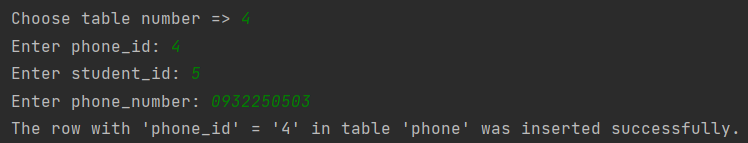 Choose table number => 4
Enter phone_id: 4
Enter student_id: 5
Enter phone_number: 0932250503
The row with 'phone_id' = '4' in table 'phone' was inserted successfully.